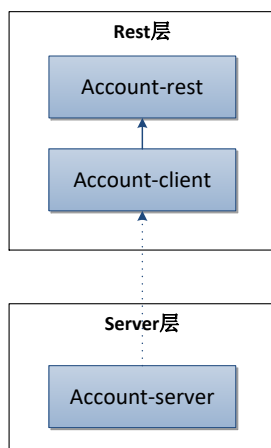 Rest层
Account-rest
Account-client
Server层
Account-server